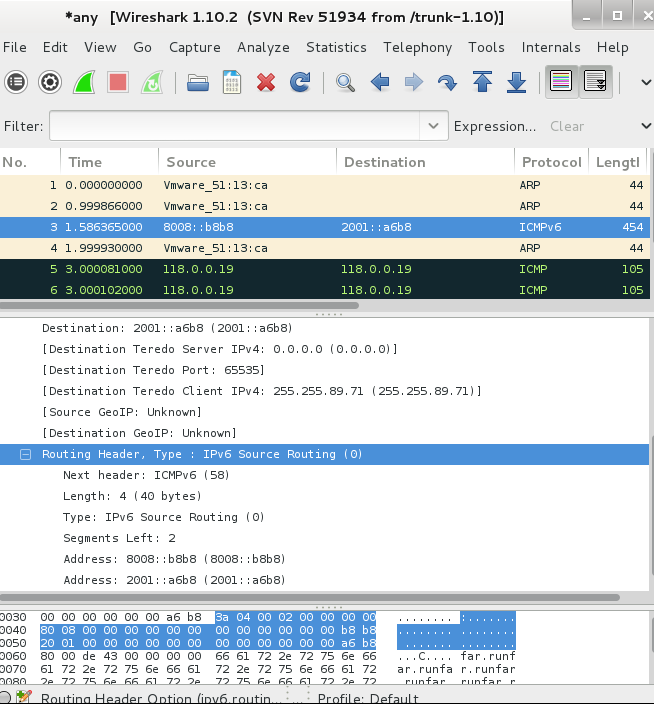 *any   [Wireshark 1.10.2  (SVN Rev 51934 from /trunk-1.10)]
File Edit View Go Capture Analyze Statistics Telephony Tools Internals Help
Filter: Expression... Clear
No. Time Source Destination Protocol Lengtl
1 0.000000000 Vmware_51:13:ca ARP 44
2 0.999866000 Vmware_51:13:ca ARP 44
3 1.586365000 8008::b8b8 2001::a6b8 ICMPv6 454
4 1.999930000 Vmware_51:13:ca ARP 44
5 3.000081000 118.0.0.19 118.0.0.19 ICMP 105
6 3.000102000 118.0.0.19 118.0.0.19 ICMP 105
Destination: 2001::a6b8 (2001::a6b8)
[Destination Teredo Server IPv4: 0.0.0.0 (0.0.0.0)]
[Destination Teredo Port: 65535]
[Destination Teredo Client IPv4: 255.255.89.71 (255.255.89.71)]
[Source GeoIP: Unknown]
[Destination GeoIP: Unknown]
Routing Header, Type : IPv6 Source Routing (0)
Next header: ICMPv6 (58)
Length: 4 (40 bytes)
Type: IPv6 Source Routing (0)
Segments Left: 2
Address: 8008::b8b8 (8008::b8b8)
Address: 2001::a6b8 (2001::a6b8)
0030 00 00 00 00 00 00 a6 b8 3a 04 00 02 00 00 00 00 ........ :.......
0040 80 08 00 00 00 00 00 00 00 00 00 00 00 00 b8 b8 ........ ........
0050 20 01 00 00 00 00 00 00 00 00 00 00 00 00 a6 b8 ........ ........
0060 80 00 de 43 00 00 00 00 66 61 72 2e 72 75 6e 66 ...C.... far.runf
0070 61 72 2e 72 75 6e 66 61 72 2e 72 75 6e 66 61 72 ar.runfa r.runfar
0080 2e 72 75 6e 66 61 72 2e 72 75 6e 66 61 72 2e 72 .runfar. runfar.r
Routing Header Option (ipv6.routin... Profile: Default